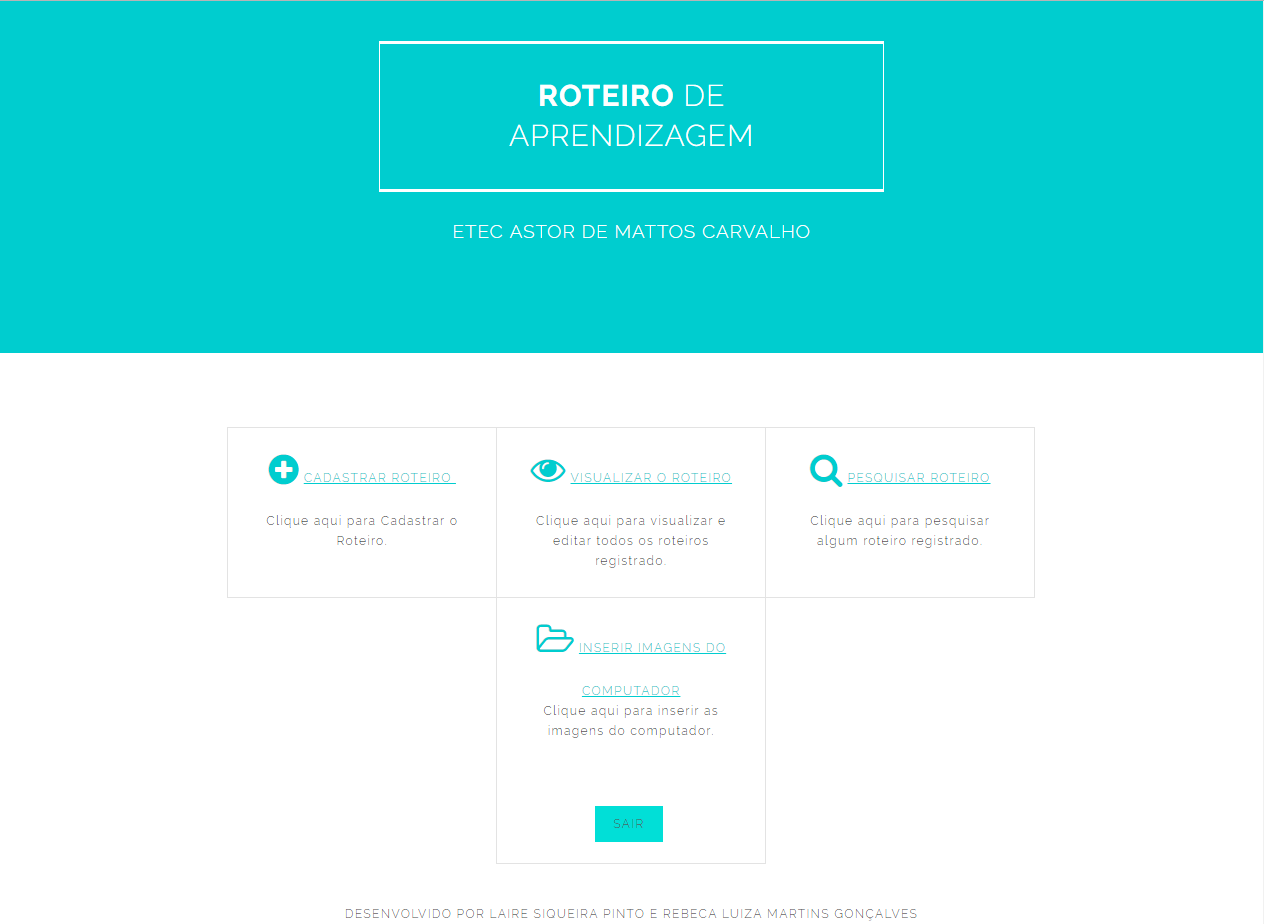 ROTEIRO DE
APRENDIZAGEM
ETEC ASTOR DE MATTOS CARVALHO
CADASTRAR ROTEIRO
Clique aqui para Cadastrar o
Roteiro.
VISUALIZAR O ROTEIRO
Clique aqui para visualizar e
editar todos os roteiros
registrado.
PESQUISAR ROTEIRO
Clique aqui para pesquisar
algum roteiro registrado.
INSERIR IMAGENS DO
COMPUTADOR
Clique aqui para inserir as
imagens do computador.
SAIR
DESENVOLVIDO POR LAIRE SIQUEIRA PINTO E REBECA LUIZA MARTINS GONÇALVES